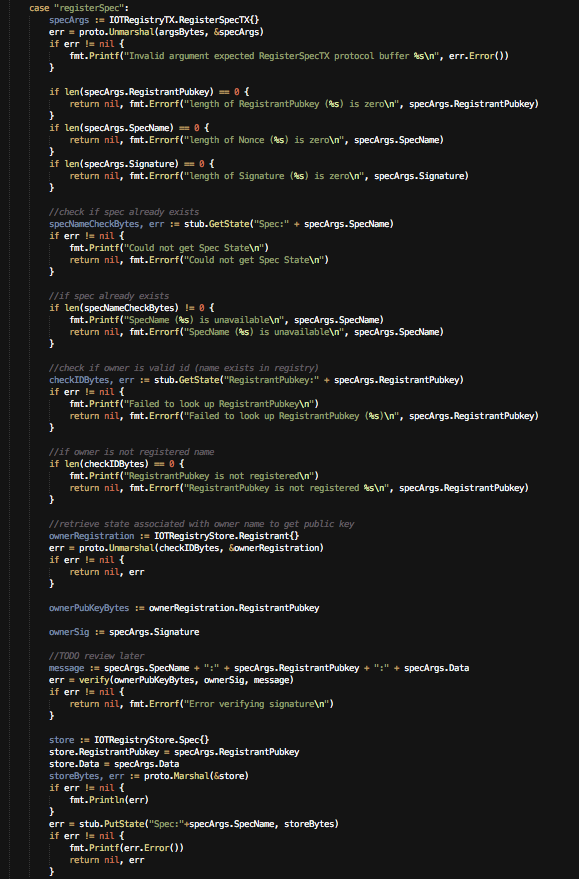 case "registerSpec":
    specArgs := IOTRegistryTX.RegisterSpecTX{}
    err = proto.Unmarshal(argsBytes, &specArgs)
    if err != nil {
        fmt.Printf("Invalid argument expected RegisterSpecTX protocol buffer %s\n", err.Error())
    }

    if len(specArgs.RegistrantPubkey) == 0 {
        return nil, fmt.Errorf("length of RegistrantPubkey (%s) is zero\n", specArgs.RegistrantPubkey)
    }
    if len(specArgs.SpecName) == 0 {
        return nil, fmt.Errorf("length of Nonce (%s) is zero\n", specArgs.SpecName)
    }
    if len(specArgs.Signature) == 0 {
        return nil, fmt.Errorf("length of Signature (%s) is zero\n", specArgs.Signature)
    }

    //check if spec already exists
    specNameCheckBytes, err := stub.GetState("Spec:" + specArgs.SpecName)
    if err != nil {
        fmt.Printf("Could not get Spec State\n")
        return nil, fmt.Errorf("Could not get Spec State\n")
    }

    //if spec already exists
    if len(specNameCheckBytes) != 0 {
        fmt.Printf("SpecName (%s) is unavailable\n", specArgs.SpecName)
        return nil, fmt.Errorf("SpecName (%s) is unavailable\n", specArgs.SpecName)
    }

    //check if owner is valid id (name exists in registry)
    checkIDBytes, err := stub.GetState("RegistrantPubkey:" + specArgs.RegistrantPubkey)
    if err != nil {
        fmt.Printf("Failed to look up RegistrantPubkey\n")
        return nil, fmt.Errorf("Failed to look up RegistrantPubkey (%s)\n", specArgs.RegistrantPubkey)
    }

    //if owner is not registered name
    if len(checkIDBytes) == 0 {
        fmt.Printf("RegistrantPubkey is not registered\n")
        return nil, fmt.Errorf("RegistrantPubkey is not registered %s\n", specArgs.RegistrantPubkey)
    }

    //retrieve state associated with owner name to get public key
    ownerRegistration := IOTRegistryStore.Registrant{}
    err = proto.Unmarshal(checkIDBytes, &ownerRegistration)
    if err != nil {
        return nil, err
    }

    ownerPubKeyBytes := ownerRegistration.RegistrantPubkey

    ownerSig := specArgs.Signature

    //TODO review later
    message := specArgs.SpecName + ":" + specArgs.RegistrantPubkey + ":" + specArgs.Data
    err = verify(ownerPubKeyBytes, ownerSig, message)
    if err != nil {
        return nil, fmt.Errorf("Error verifying signature\n")
    }

    store := IOTRegistryStore.Spec{}
    store.RegistrantPubkey = specArgs.RegistrantPubkey
    store.Data = specArgs.Data
    storeBytes, err := proto.Marshal(&store)
    if err != nil {
        fmt.Println(err)
    }
    err = stub.PutState("Spec:"+specArgs.SpecName, storeBytes)
    if err != nil {
        fmt.Printf(err.Error())
        return nil, err
    }